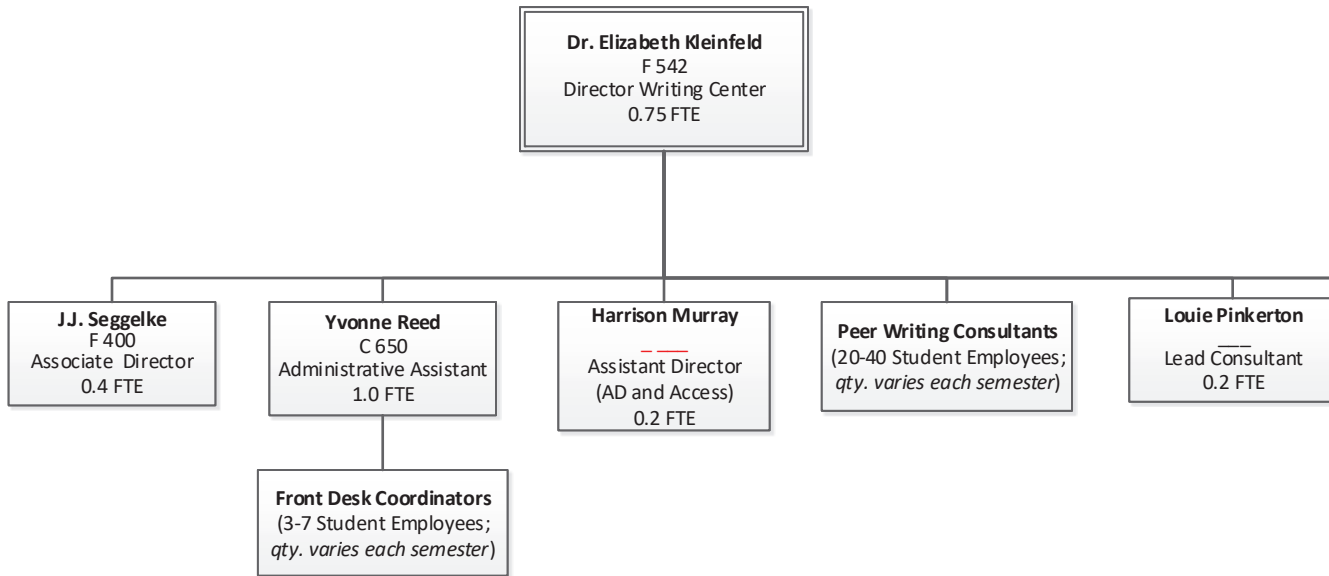 Dr. Elizabeth Kleinfeld
F 542
Director Writing Center
0.75 FTE
J.J. Seggelke
F 400
Associate Director
0.4 FTE
Yvonne Reed
C 650
Administrative Assistant
1.0 FTE
Harrison Murray
_ ___
Assistant Director
(AD and Access)
0.2 FTE
Peer Writing Consultants
(20-40 Student Employees;
qty. varies each semester)
Louie Pinkerton
___
Lead Consultant
0.2 FTE
Front Desk Coordinators
(3-7 Student Employees;
qty. varies each semester)